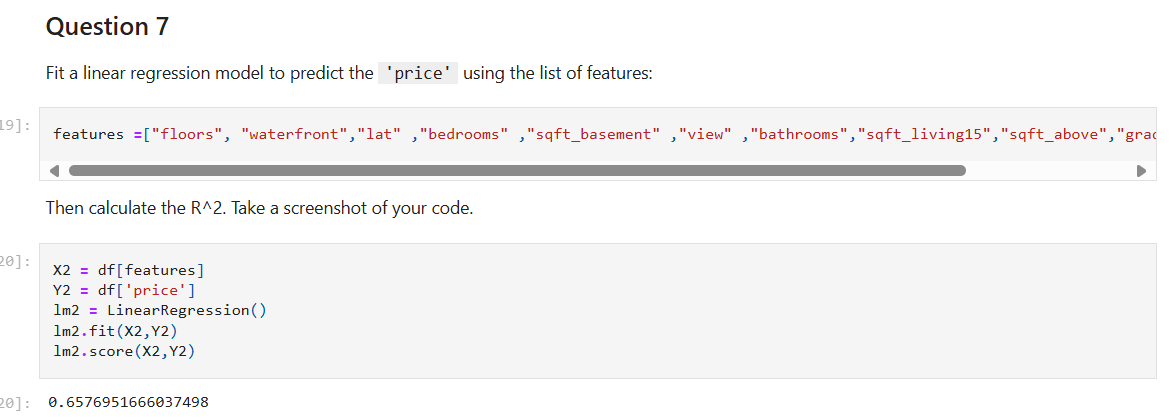 Question 7
Fit a linear regression model to predict the 'price' using the list of features:
19]:
features =["floors", "waterfront","lat" ,"bedrooms" ,"sqft_basement" ,"view" ,"bathrooms","sqft_living15","sqft_above","grac
Then calculate the R^2. Take a screenshot of your code.
20]:
X2 = df[features]
Y2 = df['price']
lm2 = LinearRegression()
lm2.fit(X2,Y2)
lm2.score(X2,Y2)
20]: 0.6576951666037498